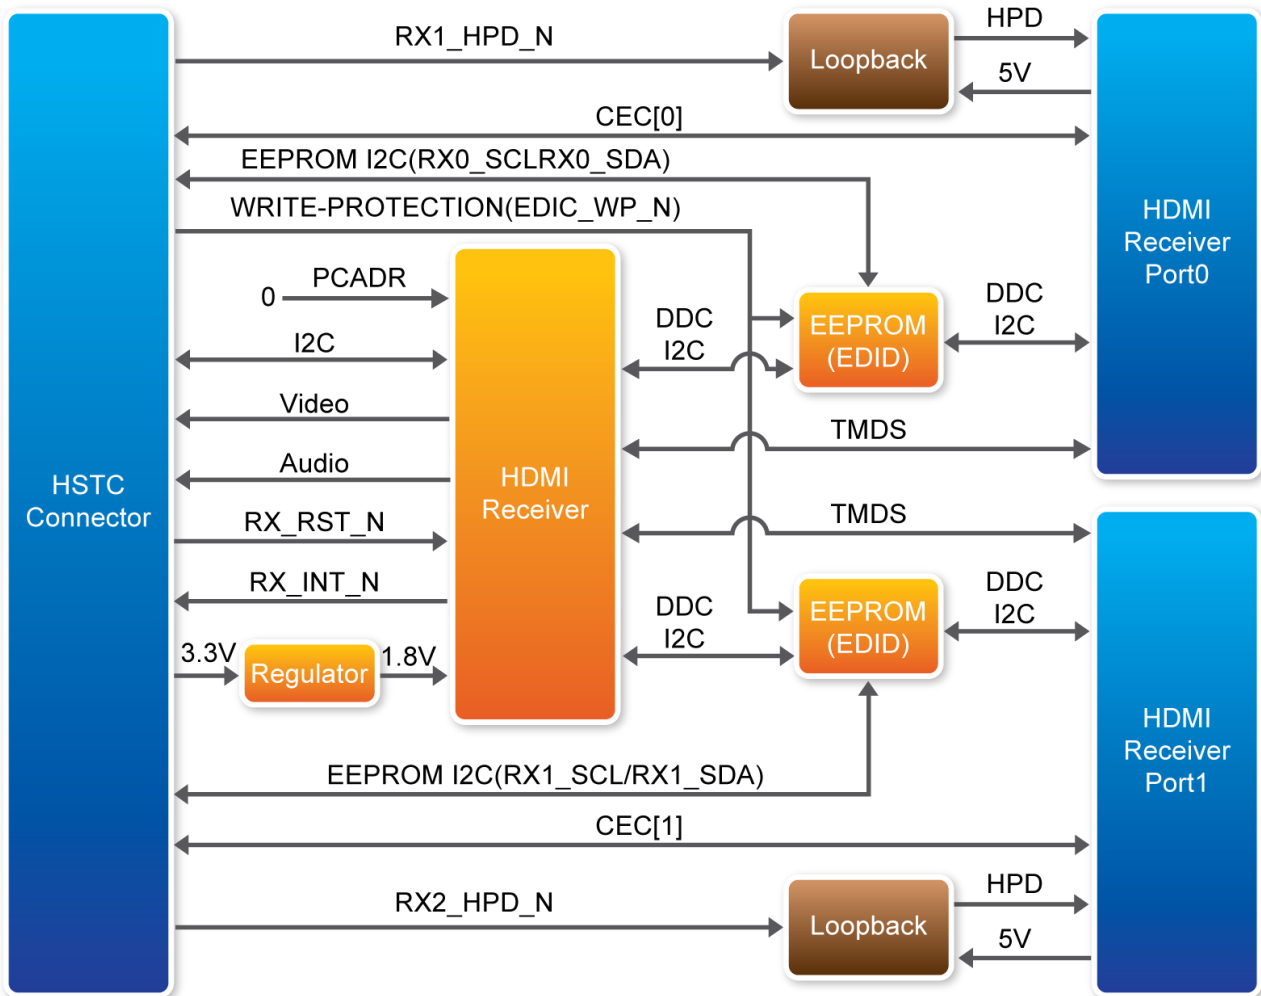 HPD
RX1_HPD_N
Loopback
5V
CEC[0]
EEPROM I2C(RX0_SCLRX0_SDA)
WRITE-PROTECTION(EDIC_WP_N)
HDMI
Receiver
Port0
PCADR
0
DDC
I2C
EEPROM
(EDID)
DDC
I2C
I2C
Video
TMDS
Audio
HSTC
Connector
HDMI
Receiver
RX_RST_N
TMDS
RX_INT_N
DDC
I2C
EEPROM
(EDID)
DDC
I2C
3.3V
Regulator
1.8V
HDMI
Receiver
Port1
EEPROM I2C(RX1_SCL/RX1_SDA)
CEC[1]
RX2_HPD_N
Loopback
HPD
5V